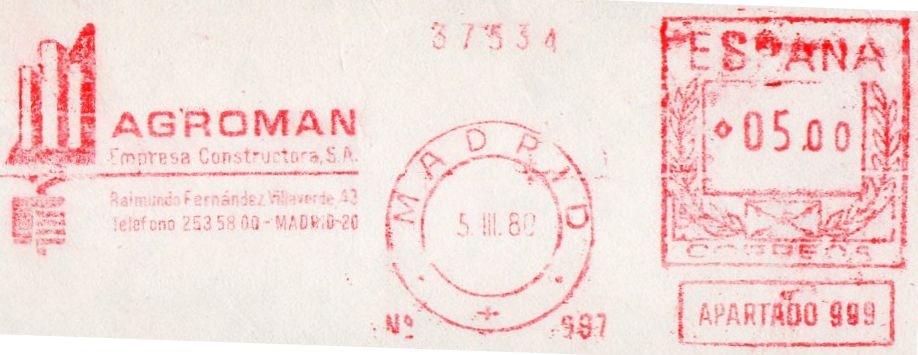 37534
AGROMAN
Empresa Constructora, S.A.
Raimundo Fernández Villaverde, 43
Teléfono 253 58 00 - MADRID-20
MADRID
5. III. 80
Nº 987
ESPAÑA
05.00
CORREOS
APARTADO 999